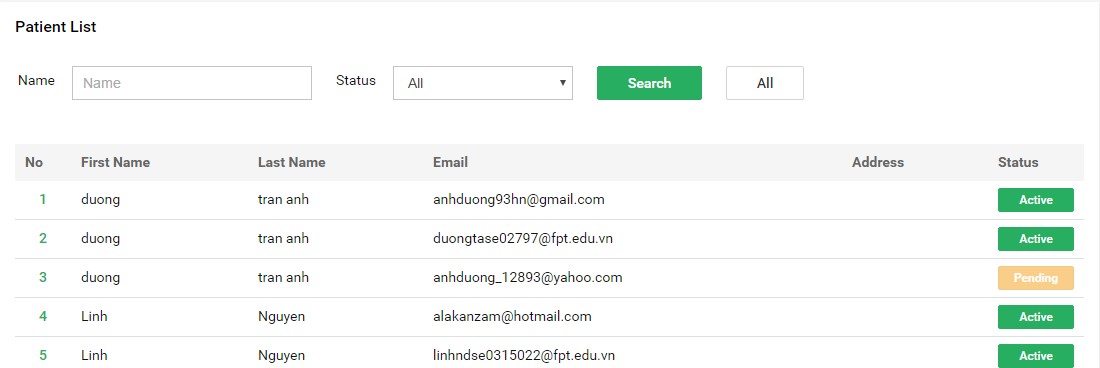 Patient List
Name Name Status All Search All
No First Name Last Name Email Address Status
1 duong tran anh anhduong93hn@gmail.com Active
2 duong tran anh duongtase02797@fpt.edu.vn Active
3 duong tran anh anhduong_12893@yahoo.com Pending
4 Linh Nguyen alakanzam@hotmail.com Active
5 Linh Nguyen linhndse0315022@fpt.edu.vn Active